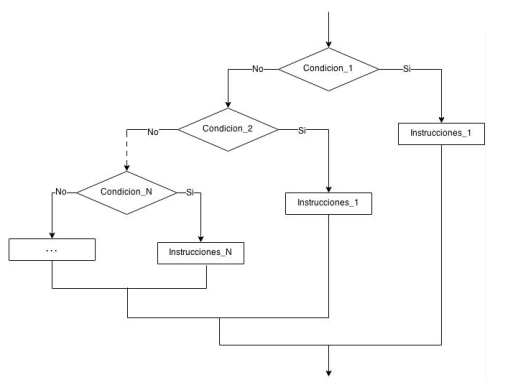 Condicion_1
No
Si
Condicion_2
No
Si
Instrucciones_1
Condicion_N
No
Si
Instrucciones_1
...
Instrucciones_N